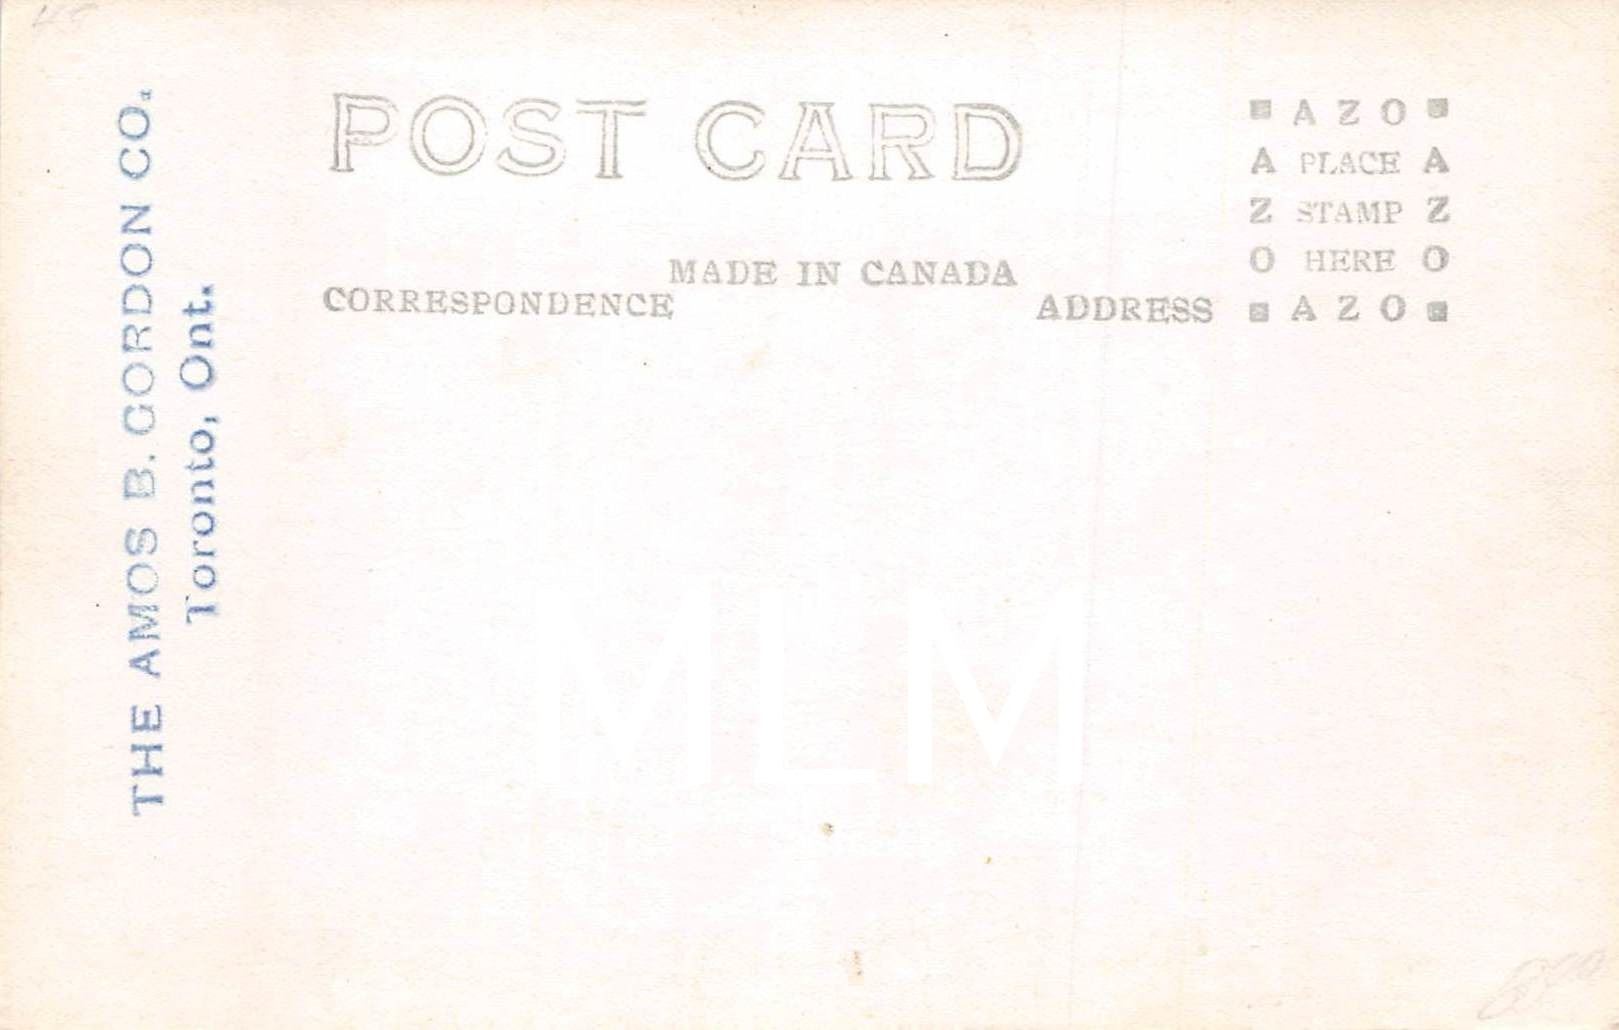 THE AMOS B. GORDON CO.
Toronto, Ont.
POST CARD
MADE IN CANADA
CORRESPONDENCE
ADDRESS
AZO
A PLACE A
Z STAMP Z
O HERE O
AZO
MLM